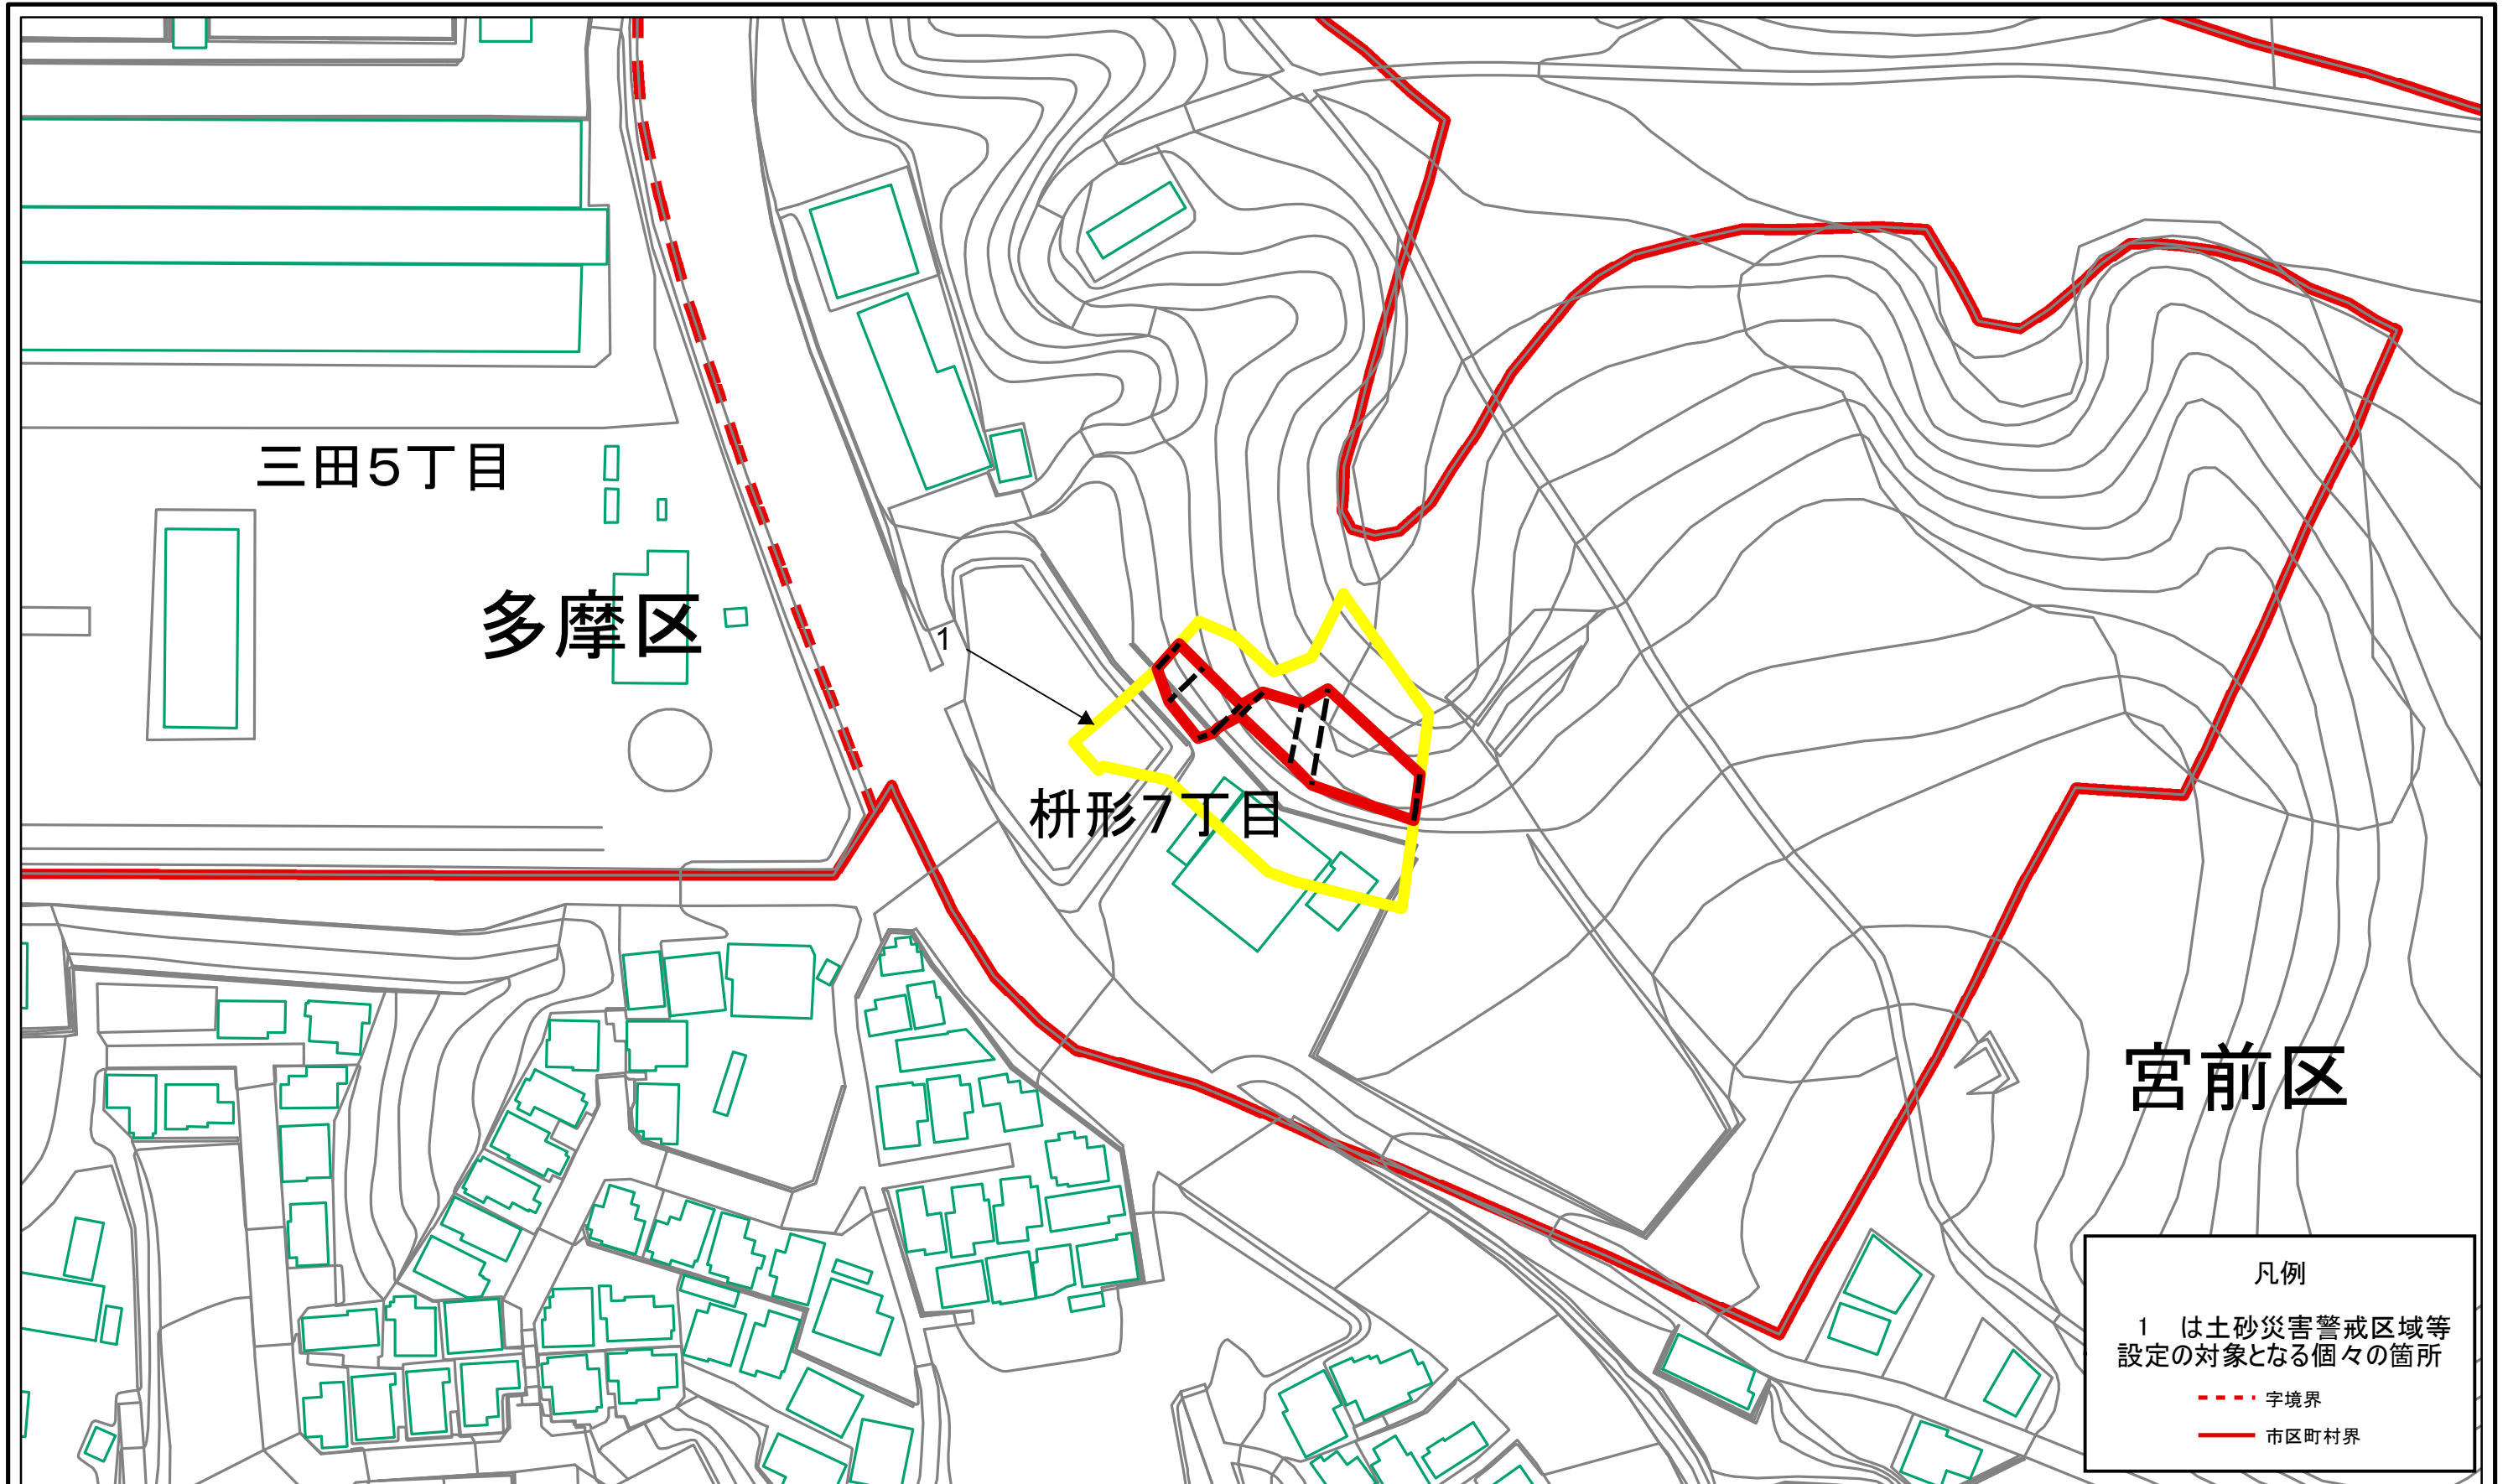 三田5丁目
多摩区
1
枡形7丁目
宮前区
凡例
1　は土砂災害警戒区域等
設定の対象となる個々の箇所
字境界
市区町村界